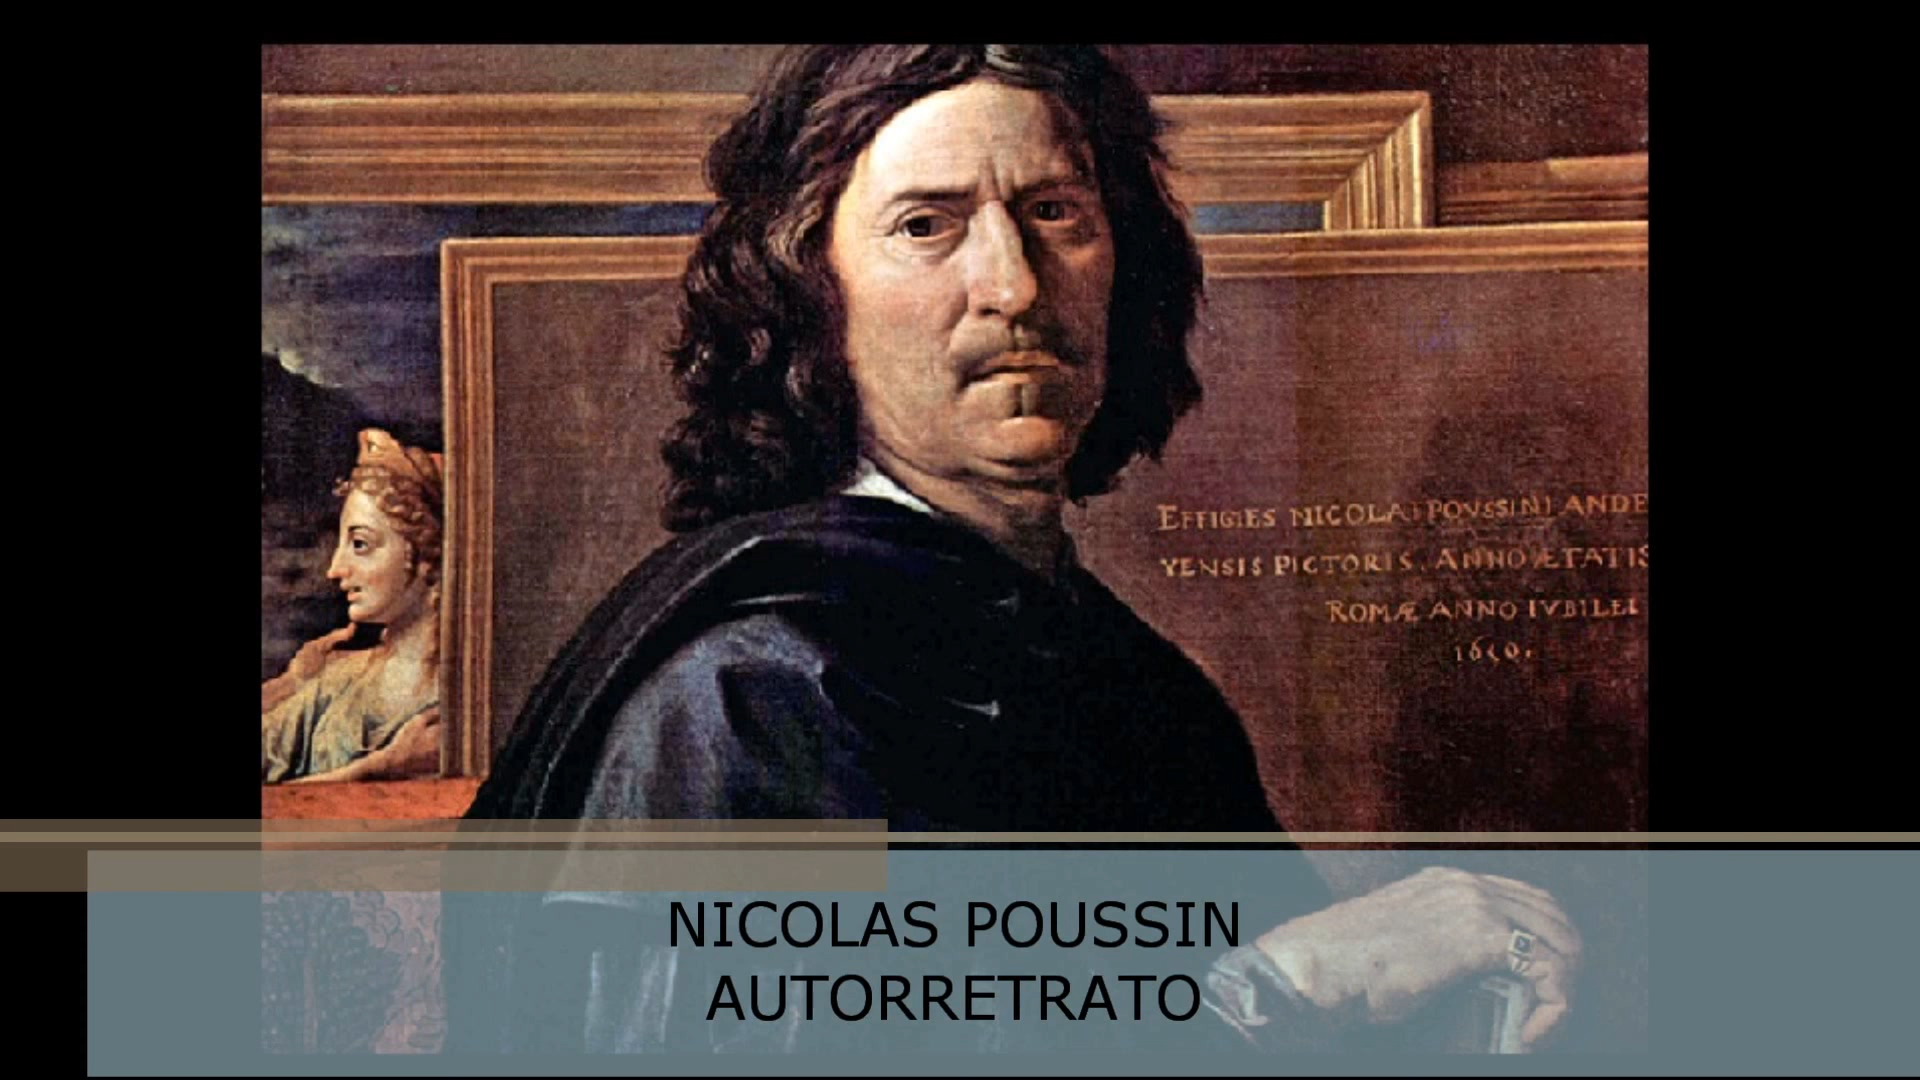 EFFIGIES NICOLAI POVSSINI ANDE
YENSIS PICTORIS. ANNO ÆTATIS
ROMÆ ANNO IVBILEI
1650.
NICOLAS POUSSIN
AUTORRETRATO